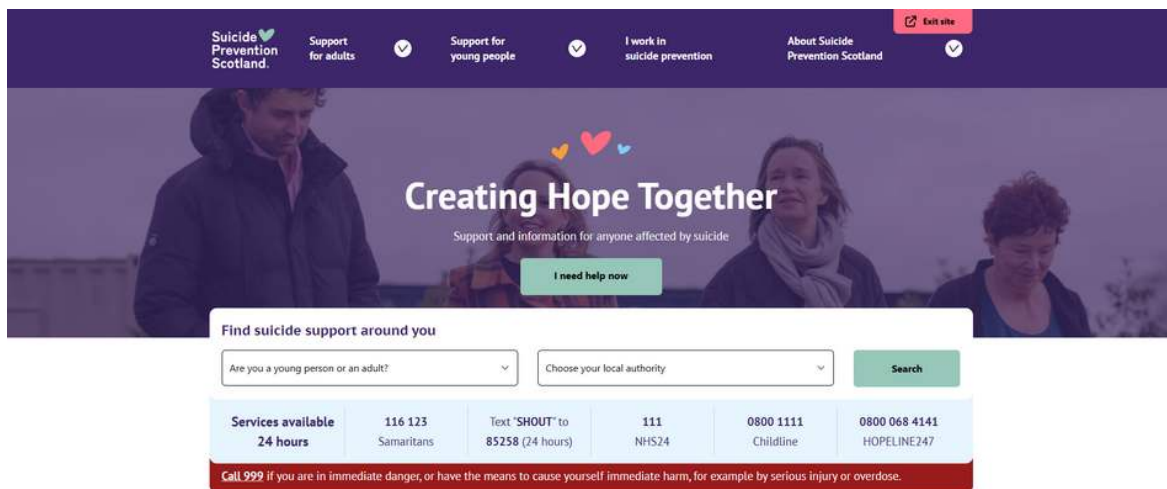 Exit site
Suicide
Prevention
Scotland.
Support
for adults
Support for
young people
I work in
suicide prevention
About Suicide
Prevention Scotland
Creating Hope Together
Support and information for anyone affected by suicide
I need help now
Find suicide support around you
Are you a young person or an adult?
Choose your local authority
Search
Services available
24 hours
116 123
Samaritans
Text "SHOUT" to
85258 (24 hours)
111
NHS24
0800 1111
Childline
0800 068 4141
HOPELINE247
Call 999 if you are in immediate danger, or have the means to cause yourself immediate harm, for example by serious injury or overdose.